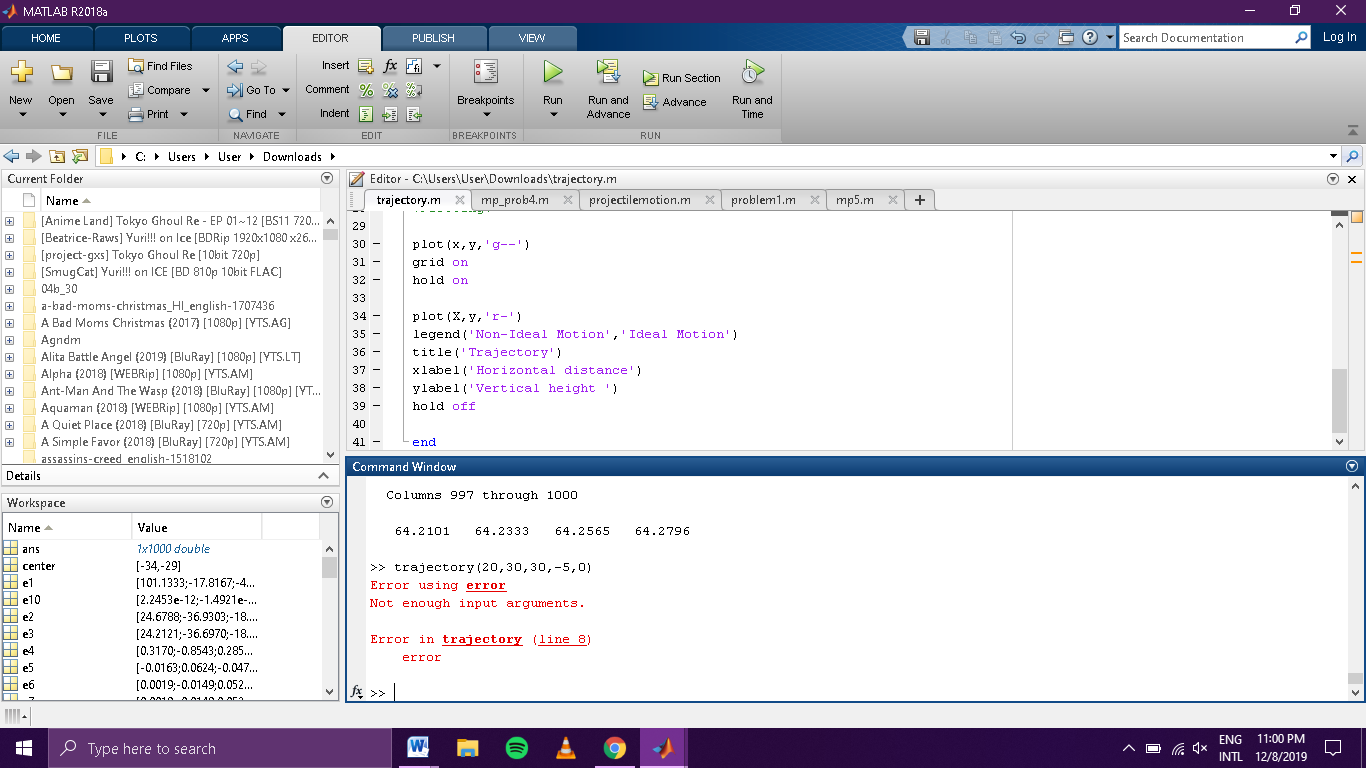 MATLAB R2018a
HOME PLOTS APPS EDITOR PUBLISH VIEW
Search Documentation
Log In
New
Open
Save
Find Files
Compare
Print
FILE
Go To
Find
NAVIGATE
Insert fx
Comment
Indent
EDIT
Breakpoints
BREAKPOINTS
Run
Run and
Advance
Run Section
Advance
Run and
Time
RUN
C: Users User Downloads
Current Folder
Name
[Anime Land] Tokyo Ghoul Re - EP 01~12 [BS11 720...
[Beatrice-Raws] Yuri!!! on Ice [BDRip 1920x1080 x26...
[project-gxs] Tokyo Ghoul Re [10bit 720p]
[SmugCat] Yuri!!! on ICE [BD 810p 10bit FLAC]
04b_30
a-bad-moms-christmas_HI_english-1707436
A Bad Moms Christmas (2017) [1080p] [YTS.AG]
Agndm
Alita Battle Angel (2019) [BluRay] [1080p] [YTS.LT]
Alpha (2018) [WEBRip] [1080p] [YTS.AM]
Ant-Man And The Wasp (2018) [BluRay] [1080p] [YT...
Aquaman (2018) [WEBRip] [1080p] [YTS.AM]
A Quiet Place (2018) [BluRay] [720p] [YTS.AM]
A Simple Favor (2018) [BluRay] [720p] [YTS.AM]
assassins-creed_english-1518102
Details
Workspace
Name Value
ans 1x1000 double
center [-34,-29]
e1 [101.1333;-17.8167;-4...
e10 [2.2453e-12;-1.4921e-...
e2 [24.6788;-36.9303;-18....
e3 [24.2121;-36.6970;-18....
e4 [0.3170;-0.8543;0.285...
e5 [-0.0163;0.0624;-0.047...
e6 [0.0019;-0.0149;0.052...
Editor - C:\Users\User\Downloads\trajectory.m
trajectory.m mp_prob4.m projectilemotion.m problem1.m mp5.m +
29
30 - plot(x,y,'g--')
31 - grid on
32 - hold on
33
34 - plot(X,y,'r-')
35 - legend('Non-Ideal Motion','Ideal Motion')
36 - title('Trajectory')
37 - xlabel('Horizontal distance')
38 - ylabel('Vertical height ')
39 - hold off
40
41 - end
Command Window
Columns 997 through 1000
64.2101 64.2333 64.2565 64.2796
>> trajectory(20,30,30,-5,0)
Error using error
Not enough input arguments.
Error in trajectory (line 8)
error
fx >>
Type here to search
ENG
INTL
11:00 PM
12/8/2019